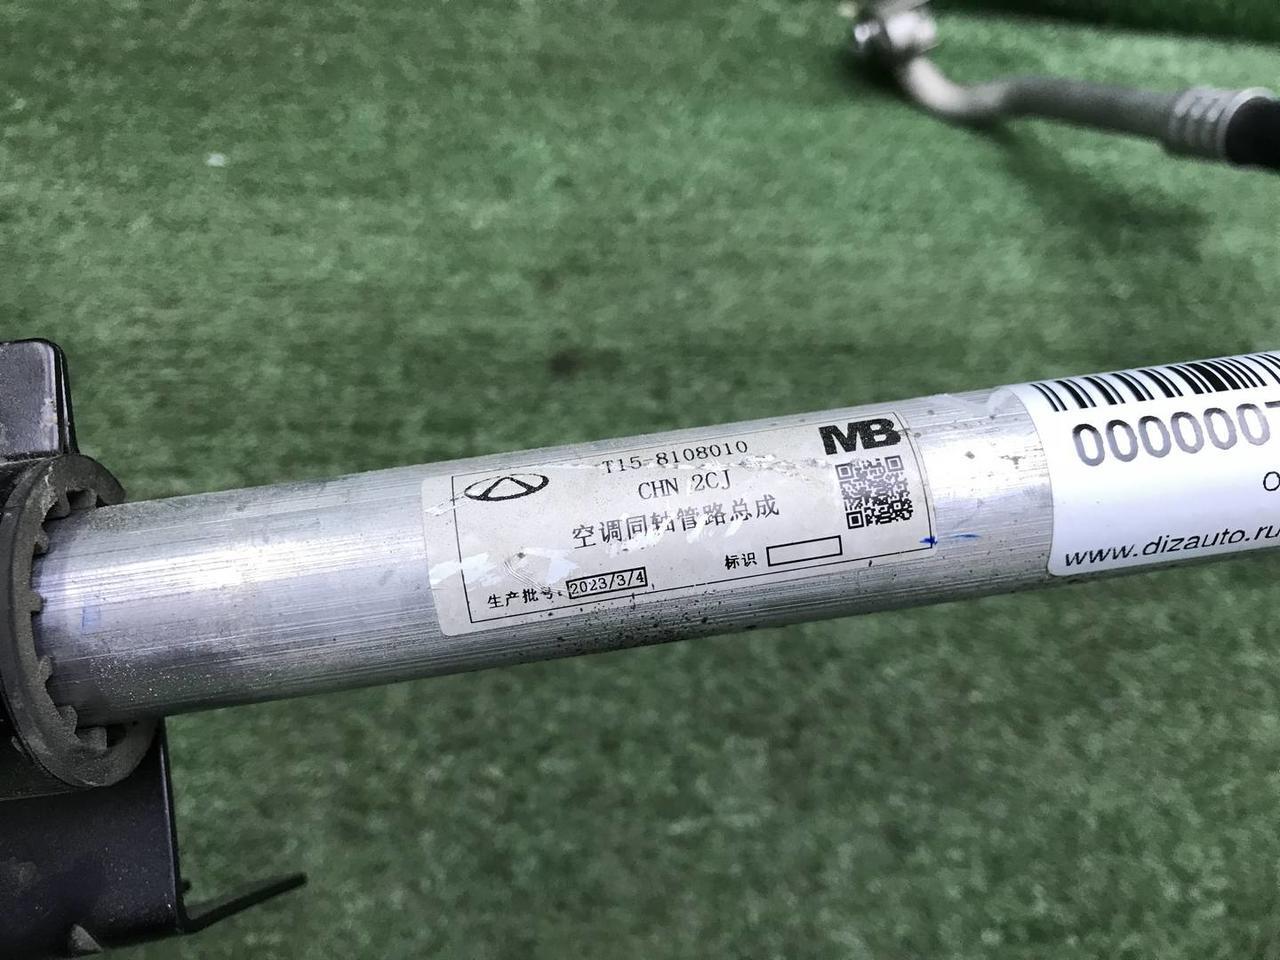 T15-8108010
MB
CHN 2CJ
空调同轴管路总成
生产批号: 2023/3/4
标识
000000
www.dizauto.ru